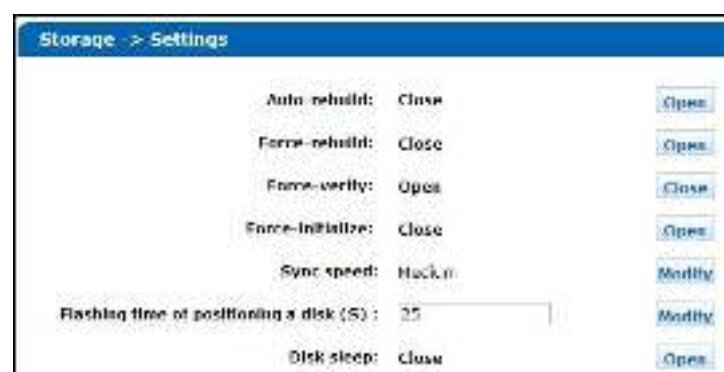 Storage -> Settings
Auto-rebuild: Close Open
Force-rebuild: Close Open
Force-verify: Open Close
Force-initialize: Close Open
Sync speed: Medium Modify
Flashing time of positioning a disk (S) : 25 Modify
Disk sleep: Close Open